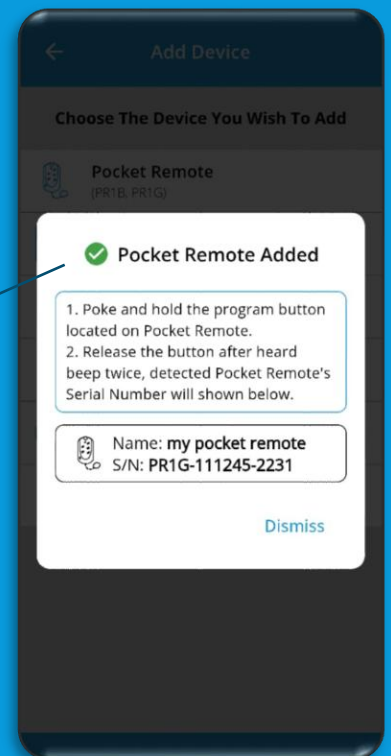 Add Device
Choose The Device You Wish To Add
Pocket Remote
(PR1B, PR1G)
Pocket Remote Added
1. Poke and hold the program button
located on Pocket Remote.
2. Release the button after heard
beep twice, detected Pocket Remote's
Serial Number will shown below.
Name: my pocket remote
S/N: PR1G-111245-2231
Dismiss